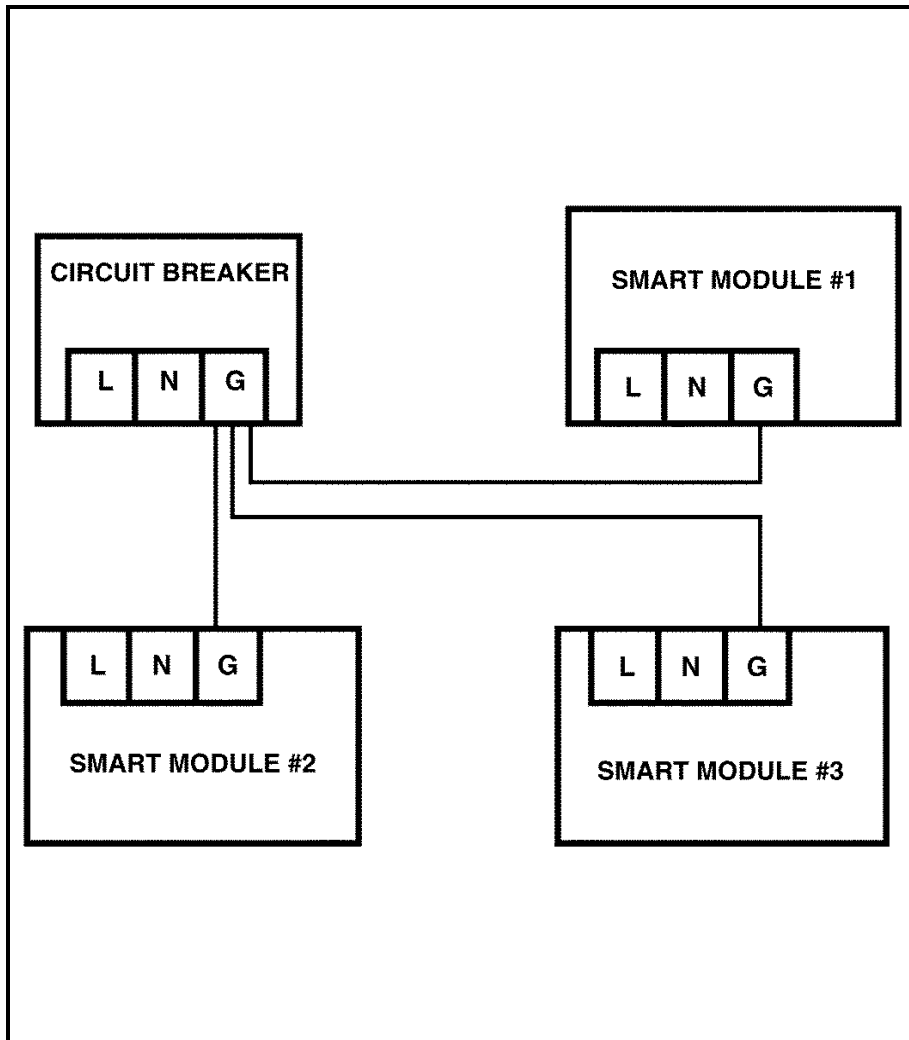 CIRCUIT BREAKER
L N G
SMART MODULE #1
L N G
L N G
SMART MODULE #2
L N G
SMART MODULE #3